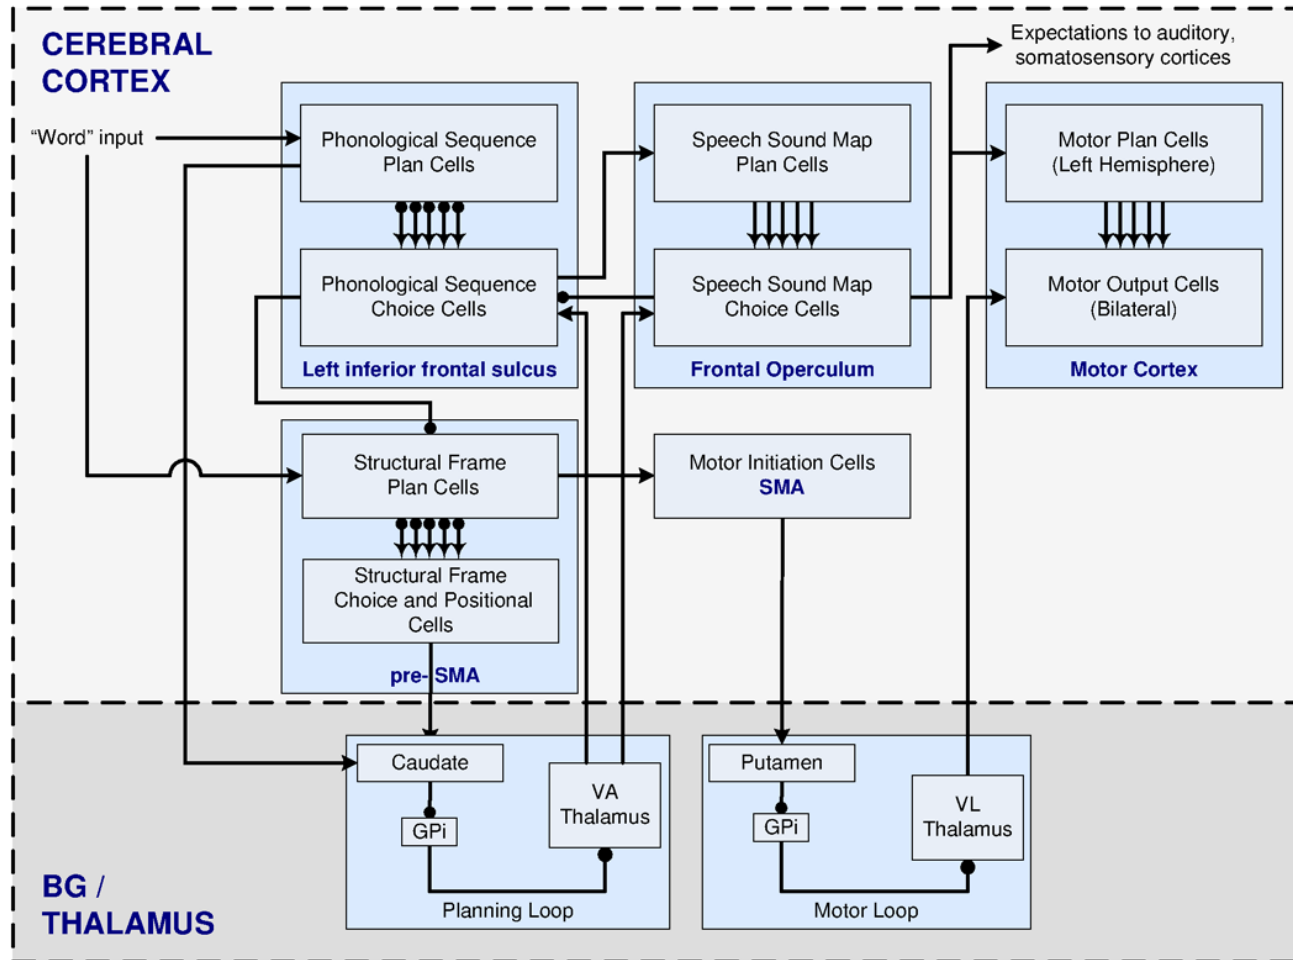 CEREBRAL
CORTEX
Expectations to auditory,
somatosensory cortices
“Word” input
Phonological Sequence
Plan Cells
Speech Sound Map
Plan Cells
Motor Plan Cells
(Left Hemisphere)
Phonological Sequence
Choice Cells
Speech Sound Map
Choice Cells
Motor Output Cells
(Bilateral)
Left inferior frontal sulcus
Frontal Operculum
Motor Cortex
Structural Frame
Plan Cells
Motor Initiation Cells
SMA
Structural Frame
Choice and Positional
Cells
pre-SMA
Caudate
VA
Thalamus
GPi
Planning Loop
Putamen
VL
Thalamus
GPi
Motor Loop
BG /
THALAMUS